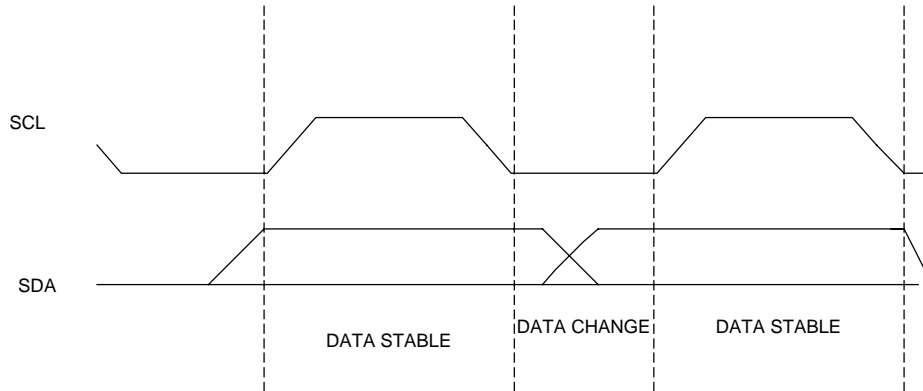 SCL
SDA
DATA STABLE
DATA CHANGE
DATA STABLE